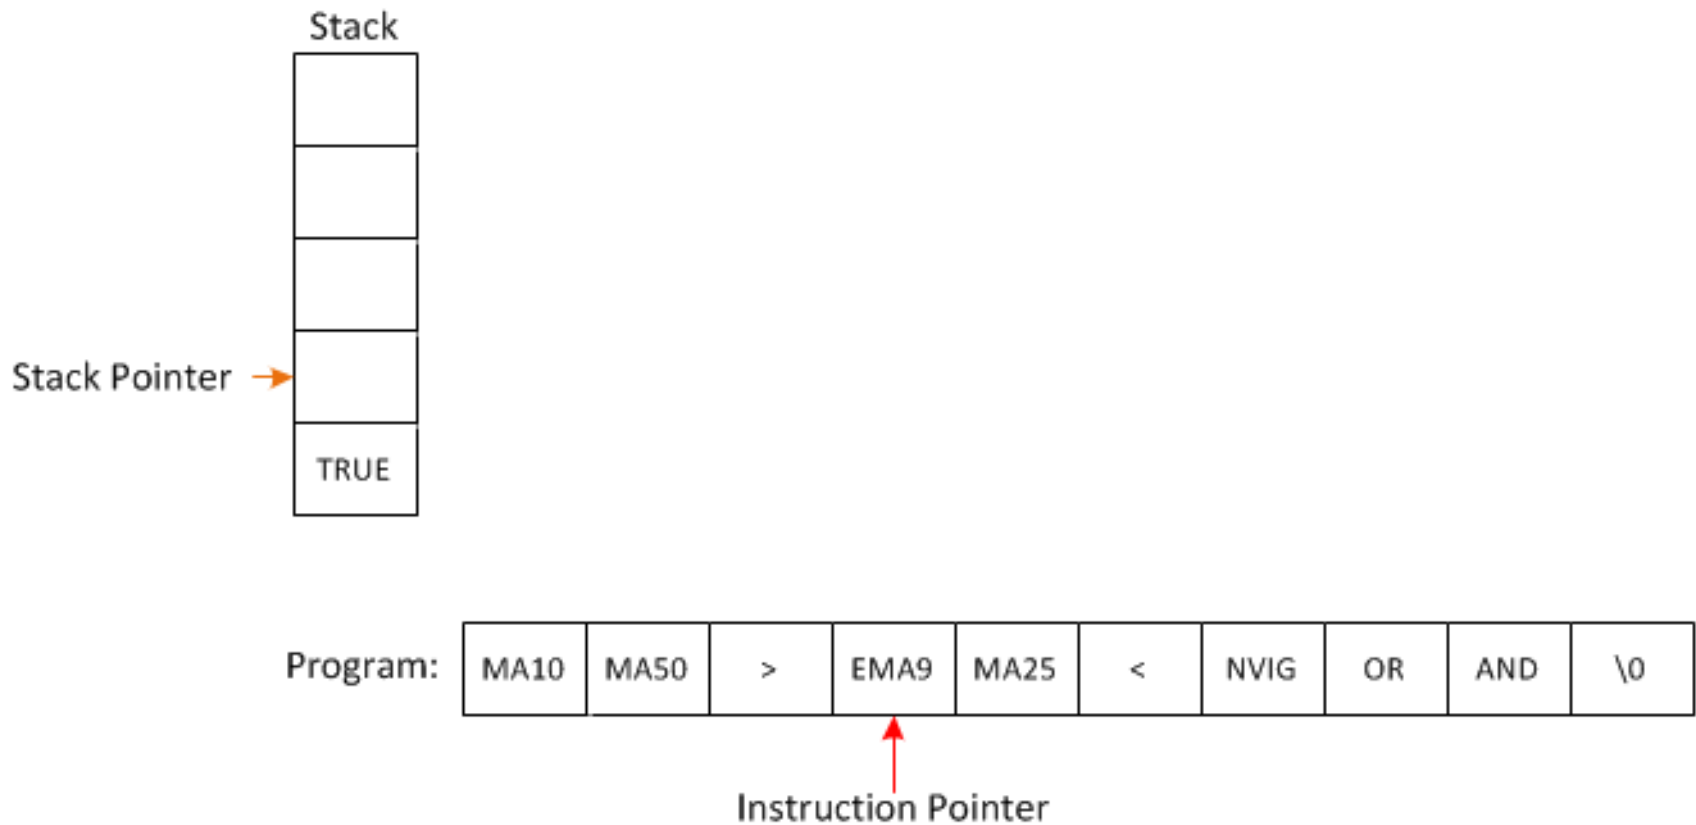 Stack
Stack Pointer
TRUE
Program: MA10 MA50 > EMA9 MA25 < NVIG OR AND \0
Instruction Pointer